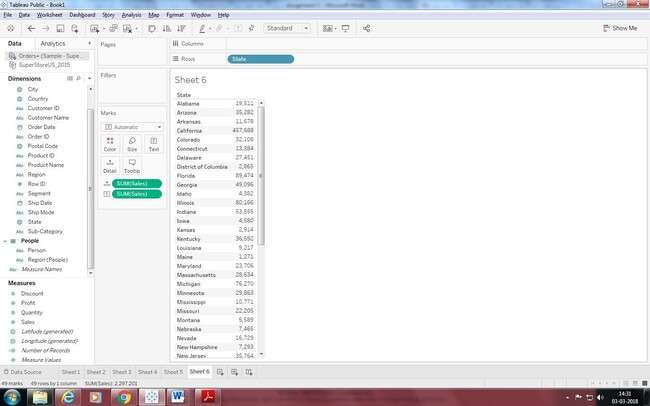 Tableau Public - Book1
File Data Worksheet Dashboard Story Analysis Map Format Window Help
Standard
Show Me
Data Analytics
Orders+ (Sample - Supe...
SuperStoreUS_2015
Dimensions
City
Country
Customer ID
Customer Name
Order Date
Order ID
Postal Code
Product ID
Product Name
Region
Row ID
Segment
Ship Date
Ship Mode
State
Sub-Category
People
Person
Region (People)
Measure Names
Measures
Discount
Profit
Quantity
Sales
Latitude (generated)
Longitude (generated)
Number of Records
Measure Values
Pages
Filters
Marks
Automatic
Color Size Text
Detail Tooltip
SUM(Sales)
SUM(Sales)
Columns
Rows State
Sheet 6
State
Alabama 19,511
Arizona 35,282
Arkansas 11,678
California 457,688
Colorado 32,108
Connecticut 13,384
Delaware 27,451
District of Columbia 2,865
Florida 89,474
Georgia 49,096
Idaho 4,382
Illinois 80,166
Indiana 53,555
Iowa 4,580
Kansas 2,914
Kentucky 36,592
Louisiana 9,217
Maine 1,271
Maryland 23,706
Massachusetts 28,634
Michigan 76,270
Minnesota 29,863
Mississippi 10,771
Missouri 22,205
Montana 5,589
Nebraska 7,465
Nevada 16,729
New Hampshire 7,293
New Jersey 35,764
Data Source Sheet 1 Sheet 2 Sheet 3 Sheet 4 Sheet 5 Sheet 6
49 marks 49 rows by 1 column SUM(Sales): 2,297,201
14:31
03-03-2018